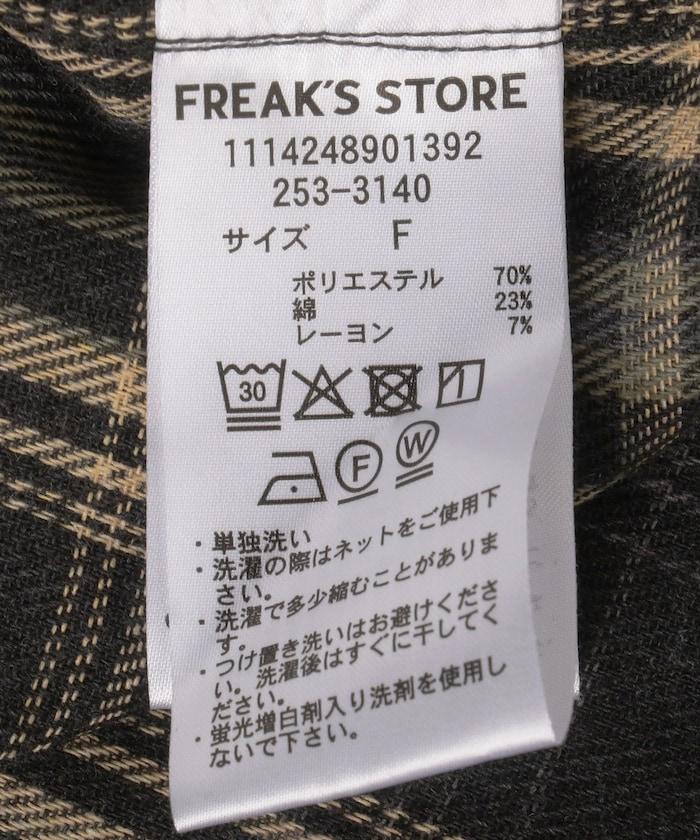 FREAK'S STORE
1114248901392
253-3140
サイズ F
ポリエステル 70%
綿 23%
レーヨン 7%
30
F W
・単独洗い
・洗濯の際はネットをご使用下
さい。
・洗濯で多少縮むことがありま
す。
・つけ置き洗いはお避けくださ
い。洗濯後はすぐに干してく
ださい。
・蛍光増白剤入り洗剤を使用し
ないで下さい。